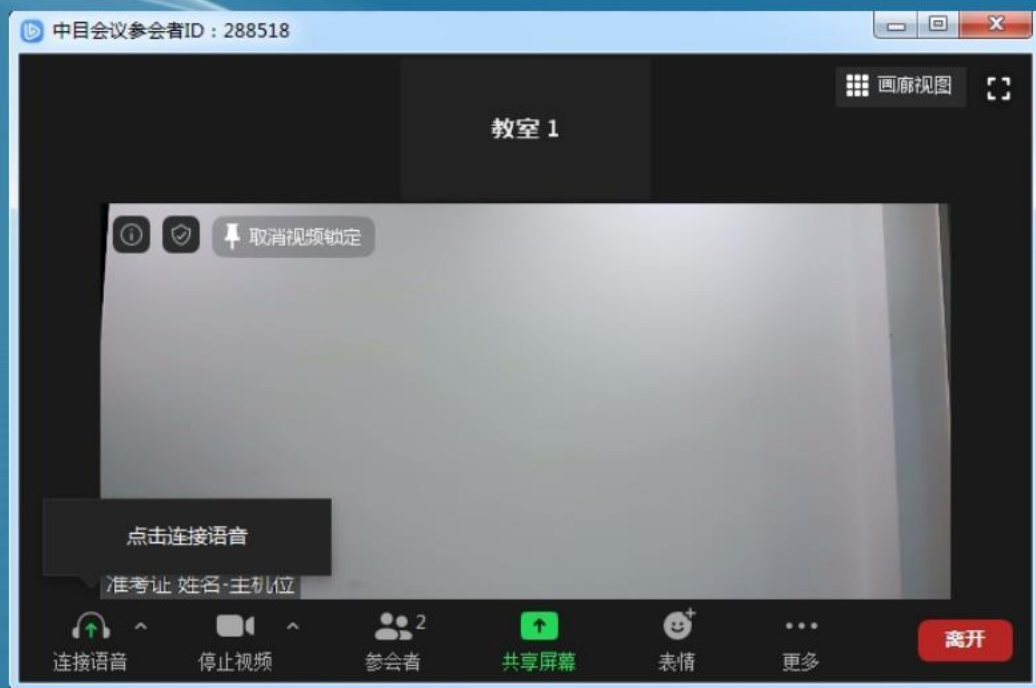 中目会议参会者ID：288518
画廊视图
教室 1
取消视频锁定
点击连接语音
准考证 姓名-主机位
2
连接语音
停止视频
参会者
共享屏幕
表情
更多
离开